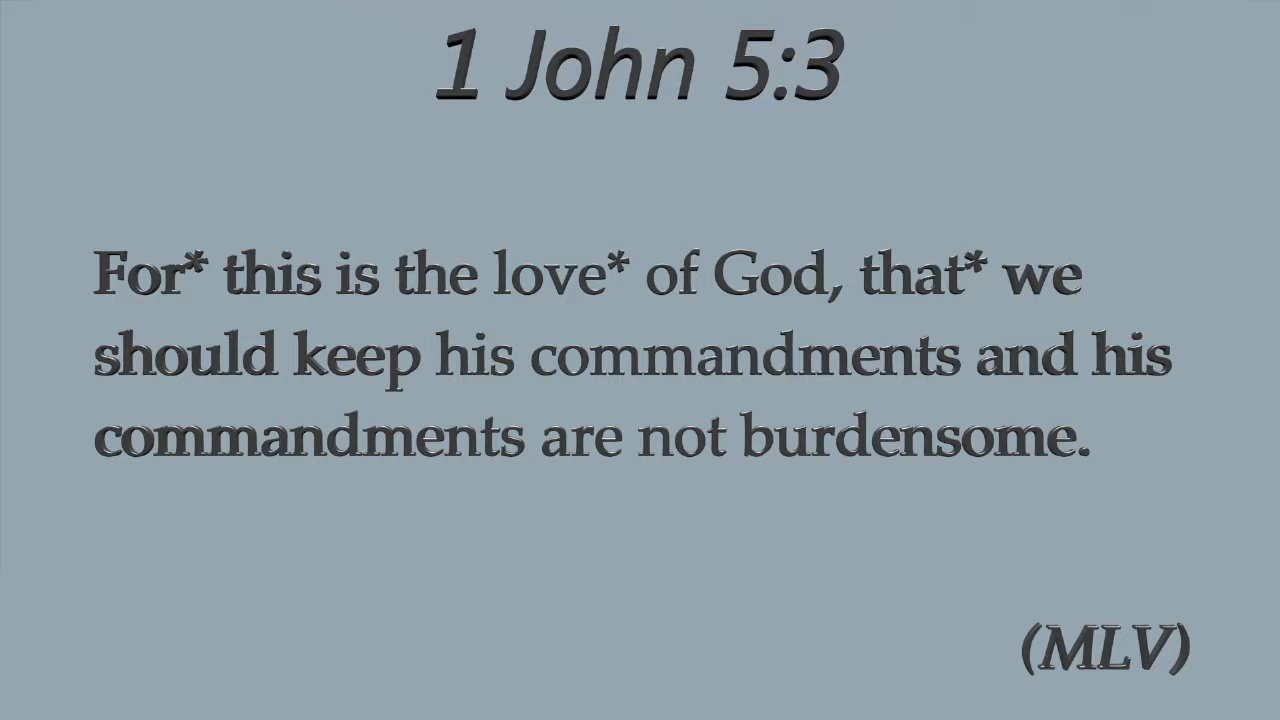 1 John 5:3
For* this is the love* of God, that* we
should keep his commandments and his
commandments are not burdensome.
(MLV)